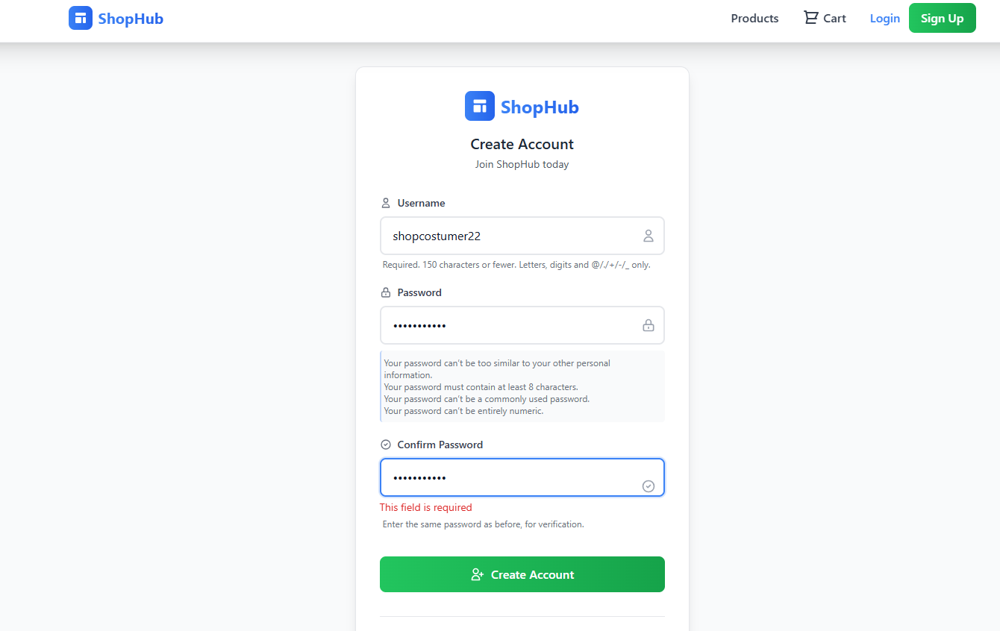 ShopHub
Products
Cart
Login
Sign Up
ShopHub
Create Account
Join ShopHub today
Username
shopcostumer22
Required. 150 characters or fewer. Letters, digits and @/./+/-/_ only.
Password
•••••••••••
Your password can't be too similar to your other personal
information.
Your password must contain at least 8 characters.
Your password can't be a commonly used password.
Your password can't be entirely numeric.
Confirm Password
•••••••••••
This field is required
Enter the same password as before, for verification.
Create Account